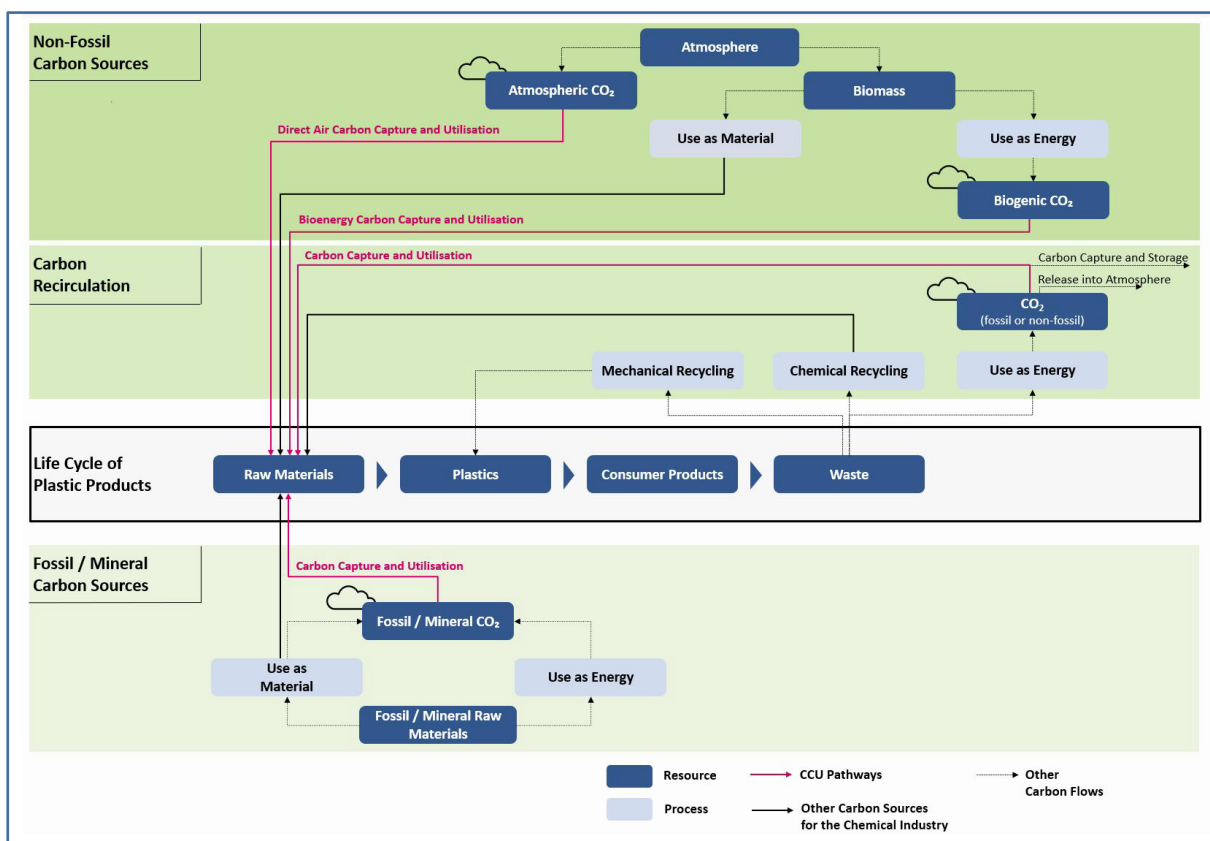 Non-Fossil
Carbon Sources
Atmosphere
Atmospheric CO₂
Biomass
Direct Air Carbon Capture and Utilisation
Use as Material
Use as Energy
Biogenic CO₂
Bioenergy Carbon Capture and Utilisation
Carbon
Recirculation
Carbon Capture and Utilisation
Carbon Capture and Storage
Release into Atmosphere
CO₂
(fossil or non-fossil)
Mechanical Recycling
Chemical Recycling
Use as Energy
Life Cycle of
Plastic Products
Raw Materials
Plastics
Consumer Products
Waste
Fossil / Mineral
Carbon Sources
Carbon Capture and Utilisation
Fossil / Mineral CO₂
Use as
Material
Use as Energy
Fossil / Mineral Raw
Materials
Resource
CCU Pathways
Other
Carbon Flows
Process
Other Carbon Sources
for the Chemical Industry